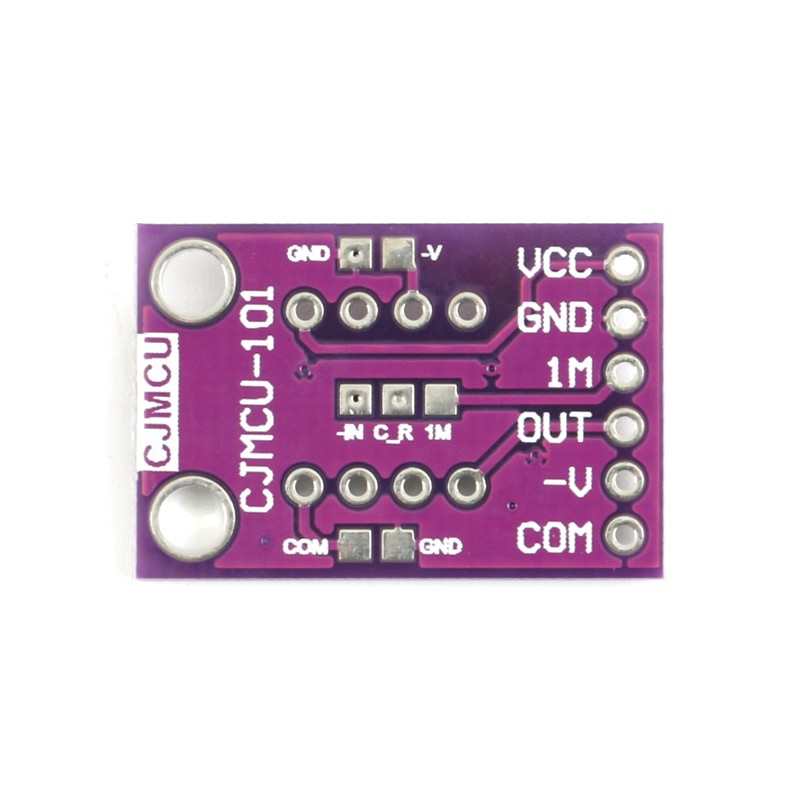 GND
-V
VCC
GND
1M
OUT
-V
COM
CJMCU
CJMCU-101
-IN C_R 1M
COM
GND